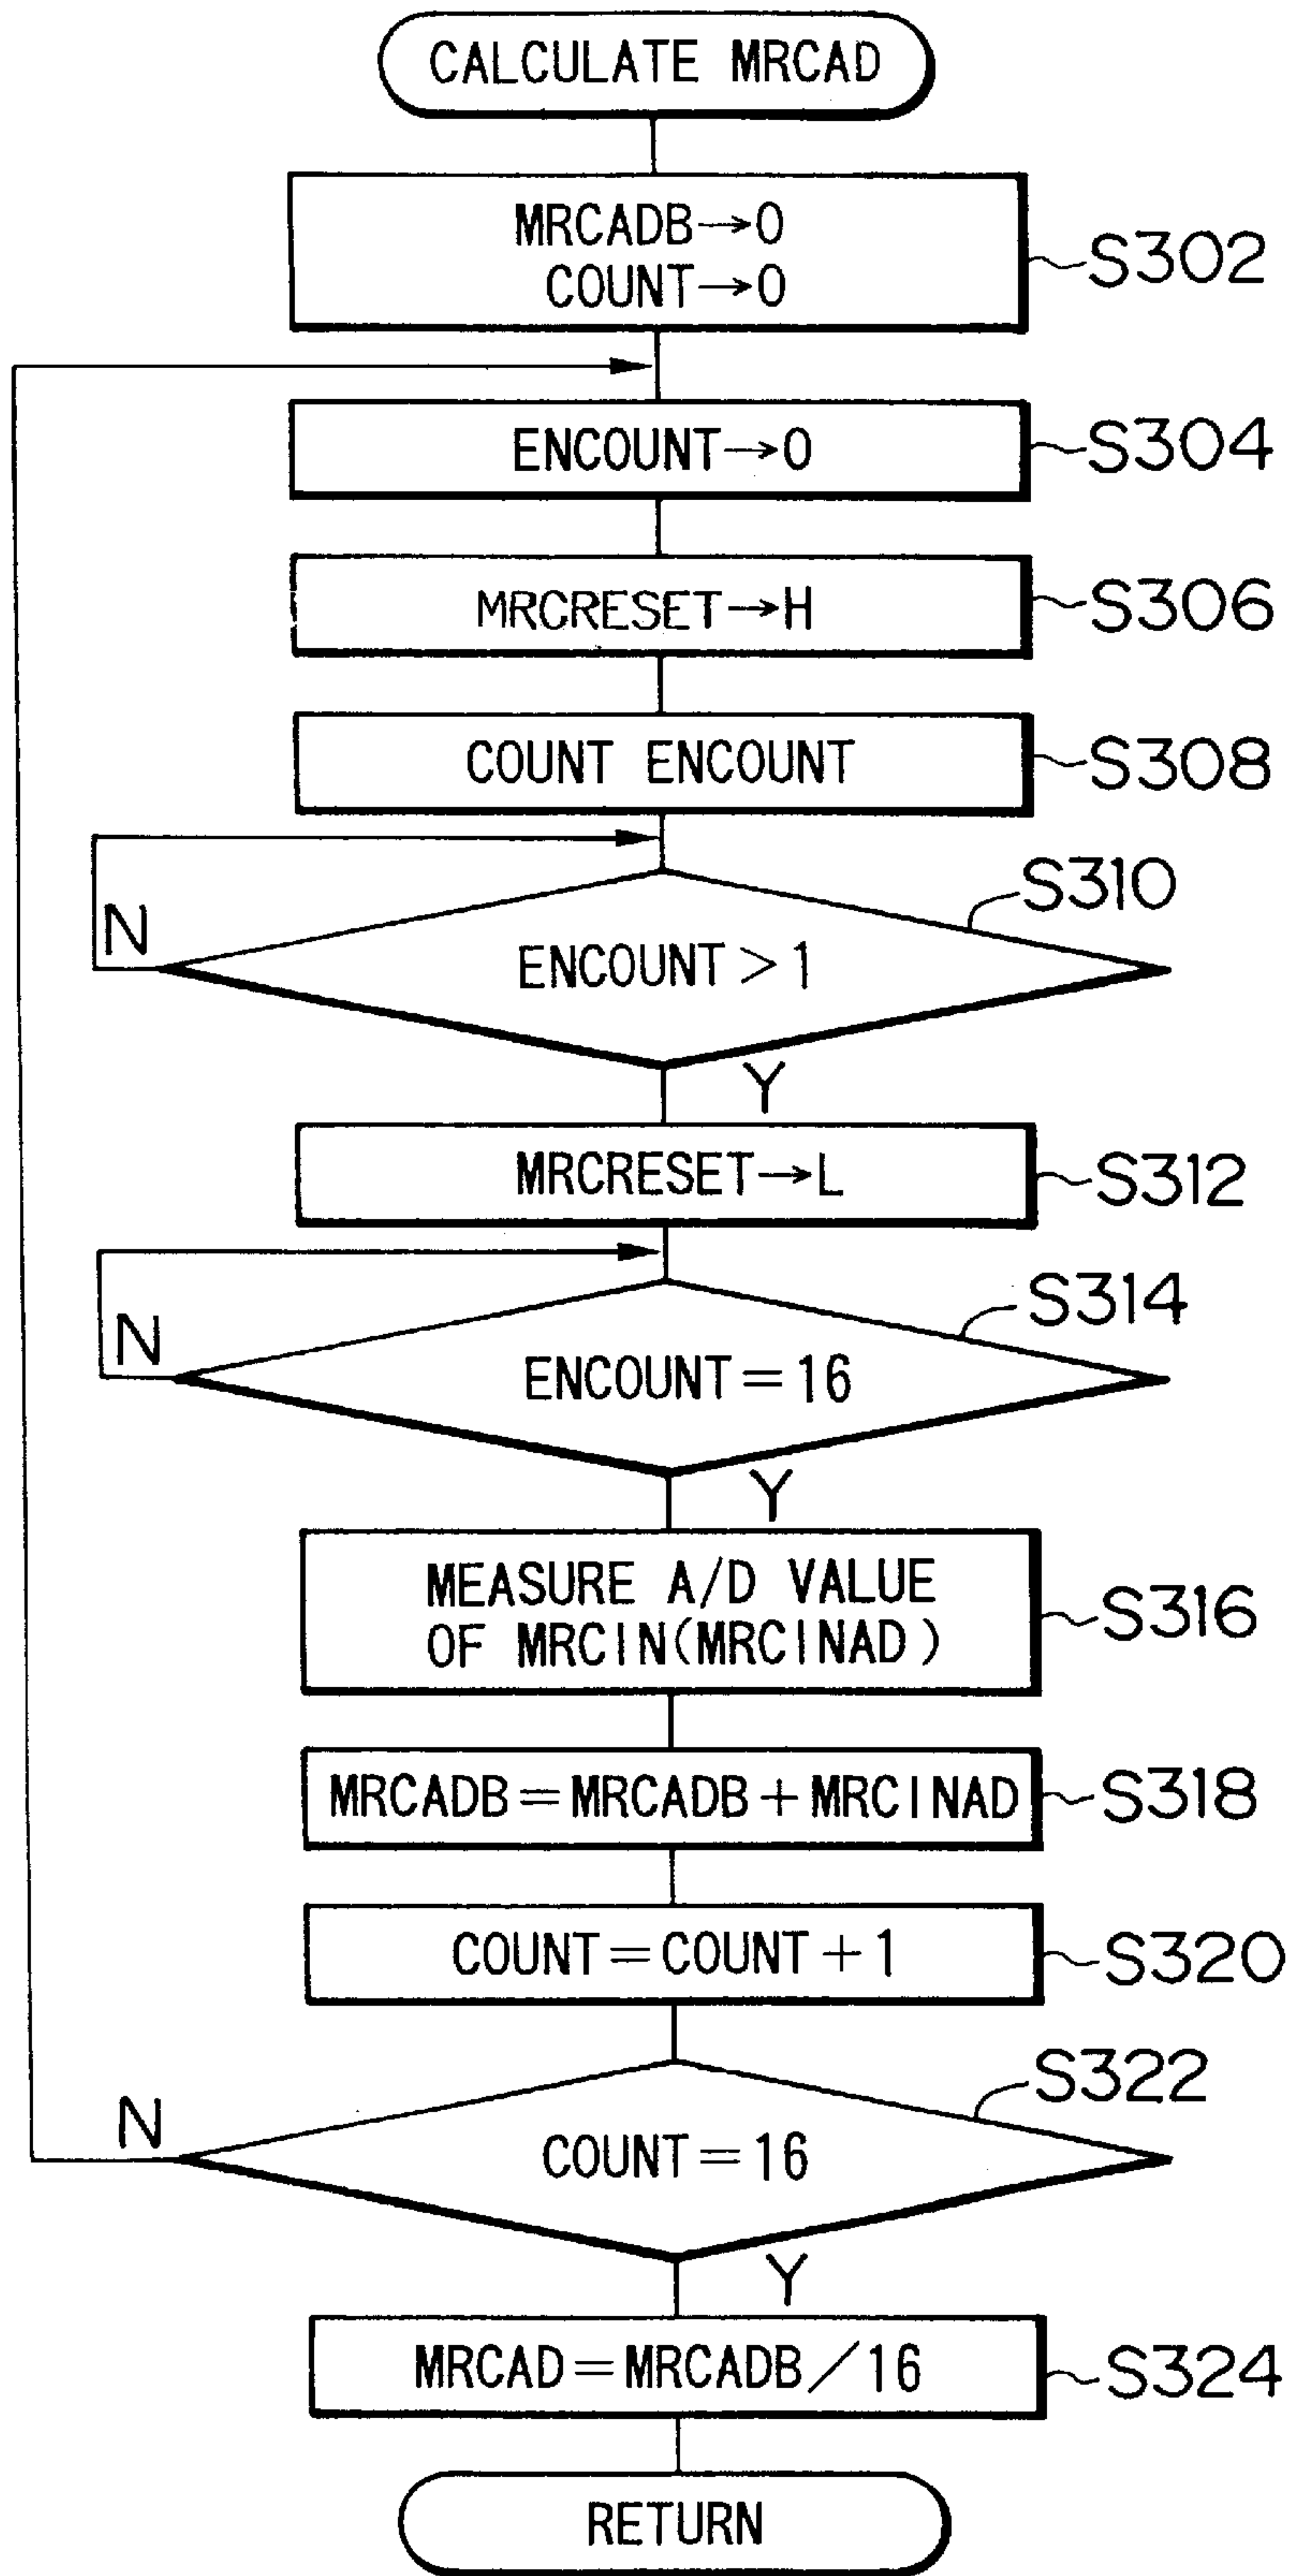 CALCULATE MRCAD
MRCADB→0
COUNT→0
S302
ENCOUNT→0
S304
MRCRESET→H
S306
COUNT ENCOUNT
S308
S310
N
ENCOUNT>1
Y
MRCRESET→L
S312
S314
N
ENCOUNT=16
Y
MEASURE A/D VALUE
OF MRCIN(MRCINAD)
S316
MRCADB=MRCADB+MRCINAD
S318
COUNT=COUNT+1
S320
S322
N
COUNT=16
Y
MRCAD=MRCADB/16
S324
RETURN